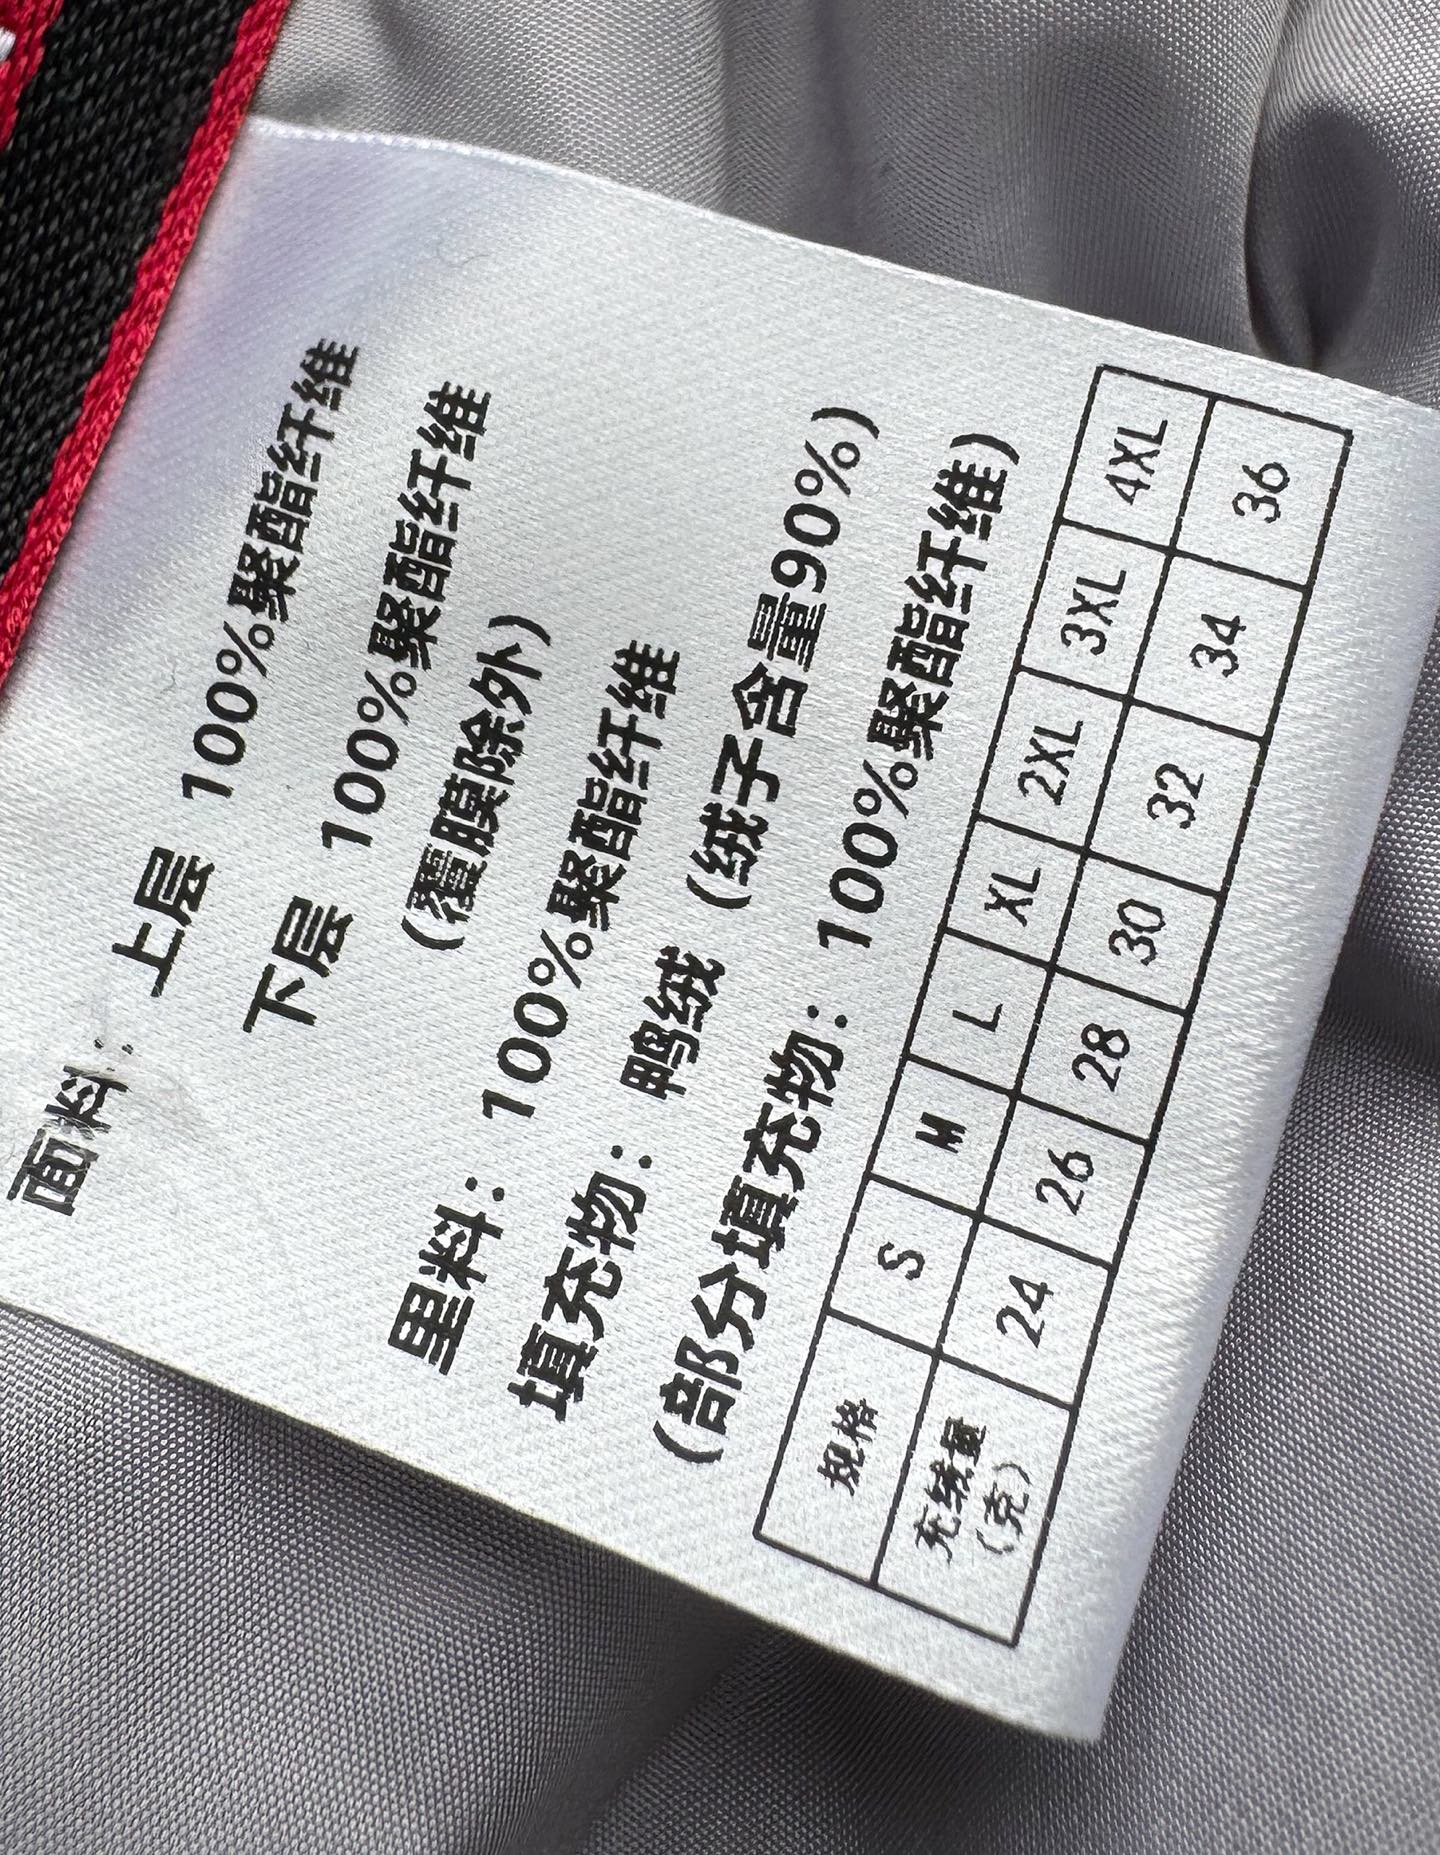 面料：上层 100%聚酯纤维
下层 100%聚酯纤维
(覆膜除外)
里料：100%聚酯纤维
填充物：鸭绒 (绒子含量90%)
(部分填充物：100%聚酯纤维)
规格 S M L XL 2XL 3XL 4XL
充绒量(克) 24 26 28 30 32 34 36